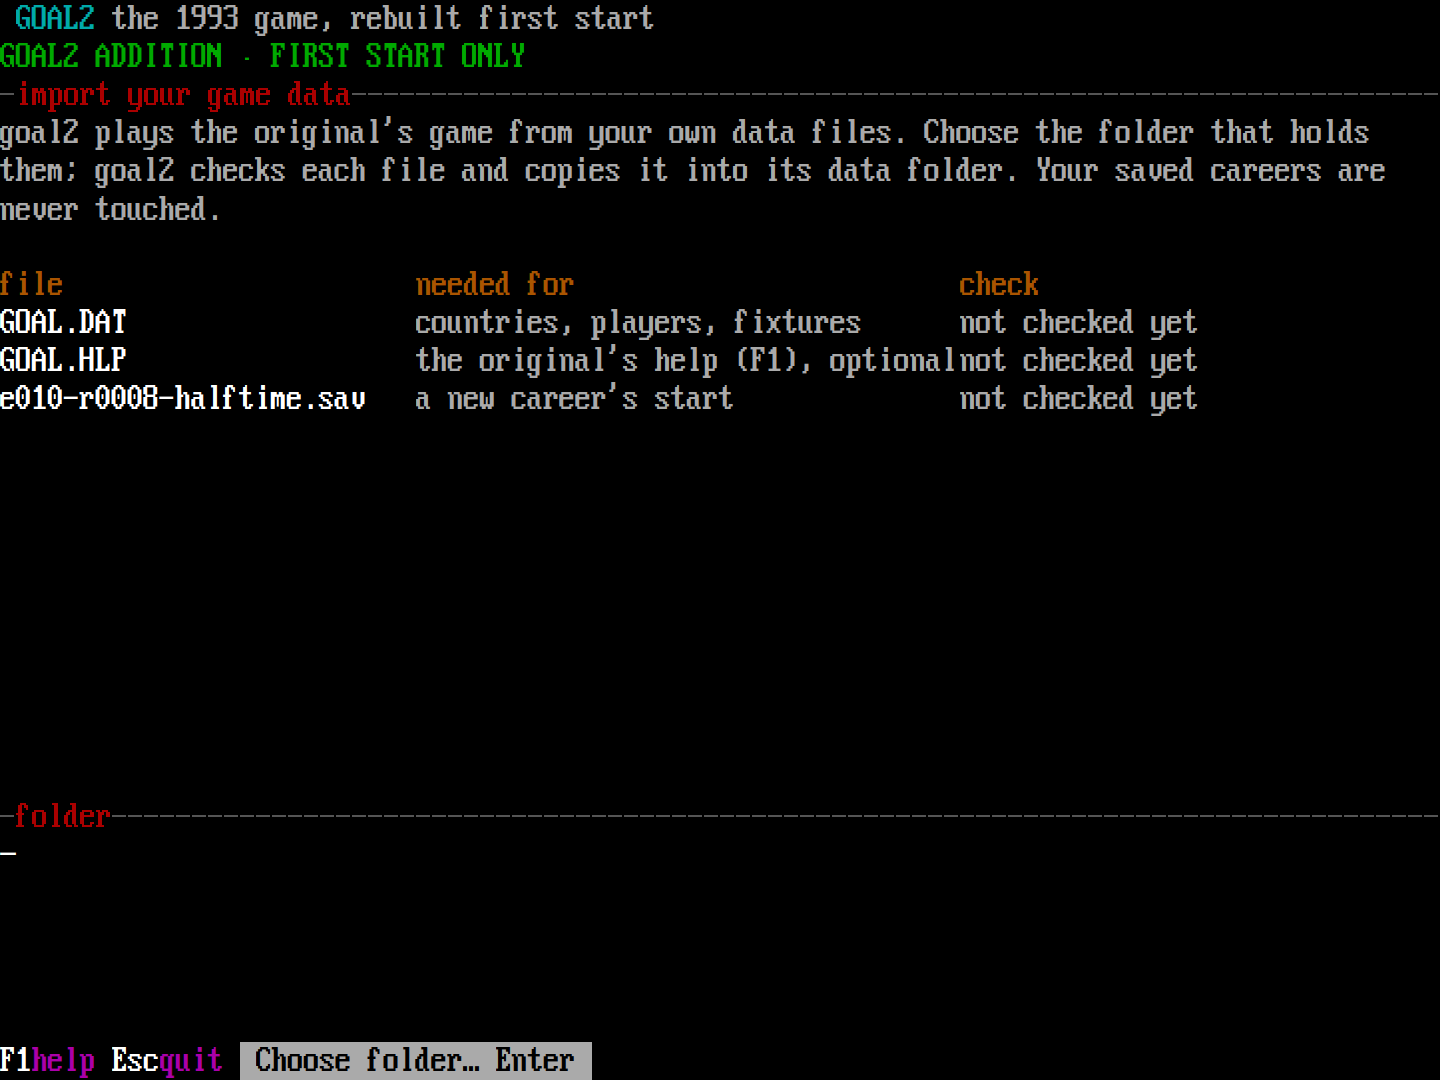 GOAL2 the 1993 game, rebuilt first start
GOAL2 ADDITION · FIRST START ONLY
import your game data
goal2 plays the original's game from your own data files. Choose the folder that holds
them; goal2 checks each file and copies it into its data folder. Your saved careers are
never touched.
file needed for check
GOAL.DAT countries, players, fixtures not checked yet
GOAL.HLP the original's help (F1), optional not checked yet
e010-r0008-halftime.sav a new career's start not checked yet
folder
_
F1help Escquit Choose folder… Enter